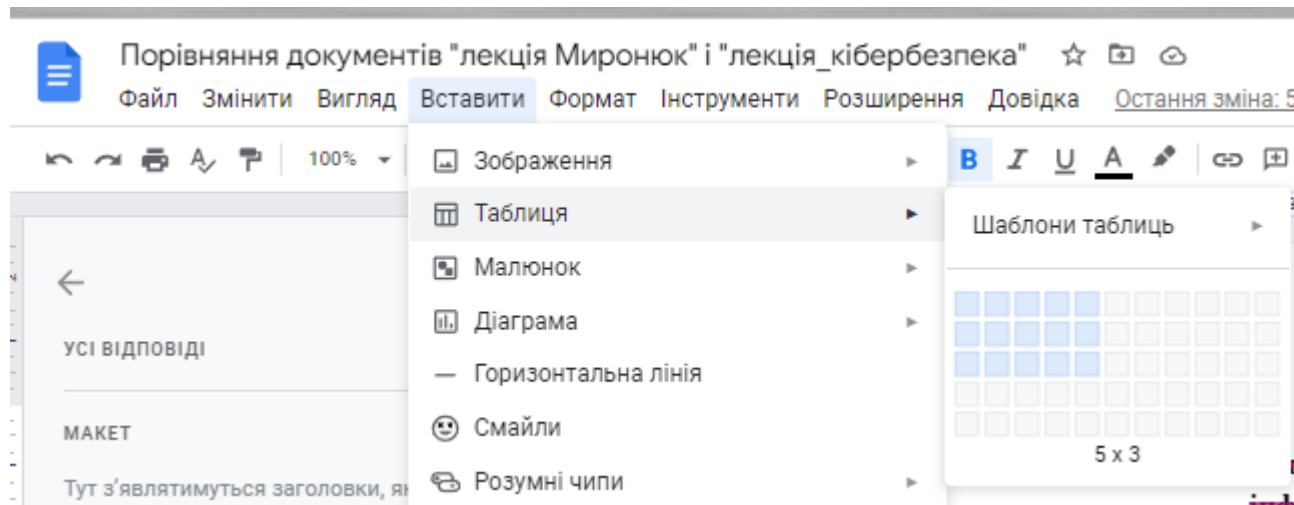 Порівняння документів "лекція Миронюк" і "лекція_кібербезпека"
Файл Змінити Вигляд Вставити Формат Інструменти Розширення Довідка Остання зміна: 5
100%
Зображення
B I U A
Таблиця
Шаблони таблиць
Малюнок
Діаграма
УСІ ВІДПОВІДІ
Горизонтальна лінія
МАКЕТ
Смайли
5 x 3
Тут з’являтимуться заголовки, як
Розумні чипи